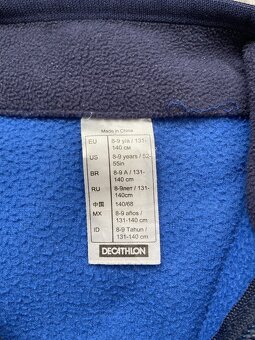 Made in China
EU 8-9 y/a / 131-
140 см
US 8-9 years / 52-
55in
BR 8-9 A / 131-
140 cm
RU 8-9лет / 131-
140cm
中国 140/68
MX 8-9 años /
131-140 cm
ID 8-9 Tahun /
131-140 cm
DECATHLON